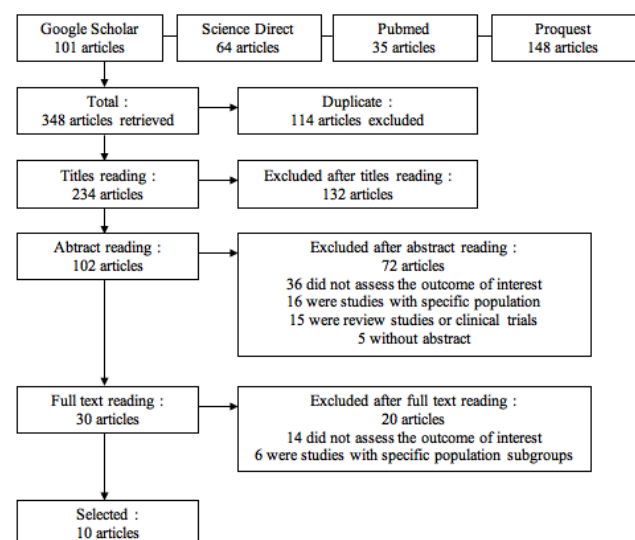 Google Scholar
101 articles
Science Direct
64 articles
Pubmed
35 articles
Proquest
148 articles
Total :
348 articles retrieved
Duplicate :
114 articles excluded
Titles reading :
234 articles
Excluded after titles reading :
132 articles
Abtract reading :
102 articles
Excluded after abstract reading :
72 articles
36 did not assess the outcome of interest
16 were studies with specific population
15 were review studies or clinical trials
5 without abstract
Full text reading :
30 articles
Excluded after full text reading :
20 articles
14 did not assess the outcome of interest
6 were studies with specific population subgroups
Selected :
10 articles